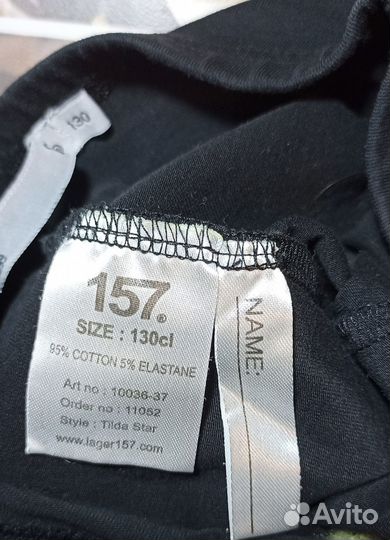 130
157®
SIZE : 130cl
95% COTTON 5% ELASTANE
Art no : 10036-37
Order no : 11052
Style : Tilda Star
www.lager157.com
NAME:
Avito